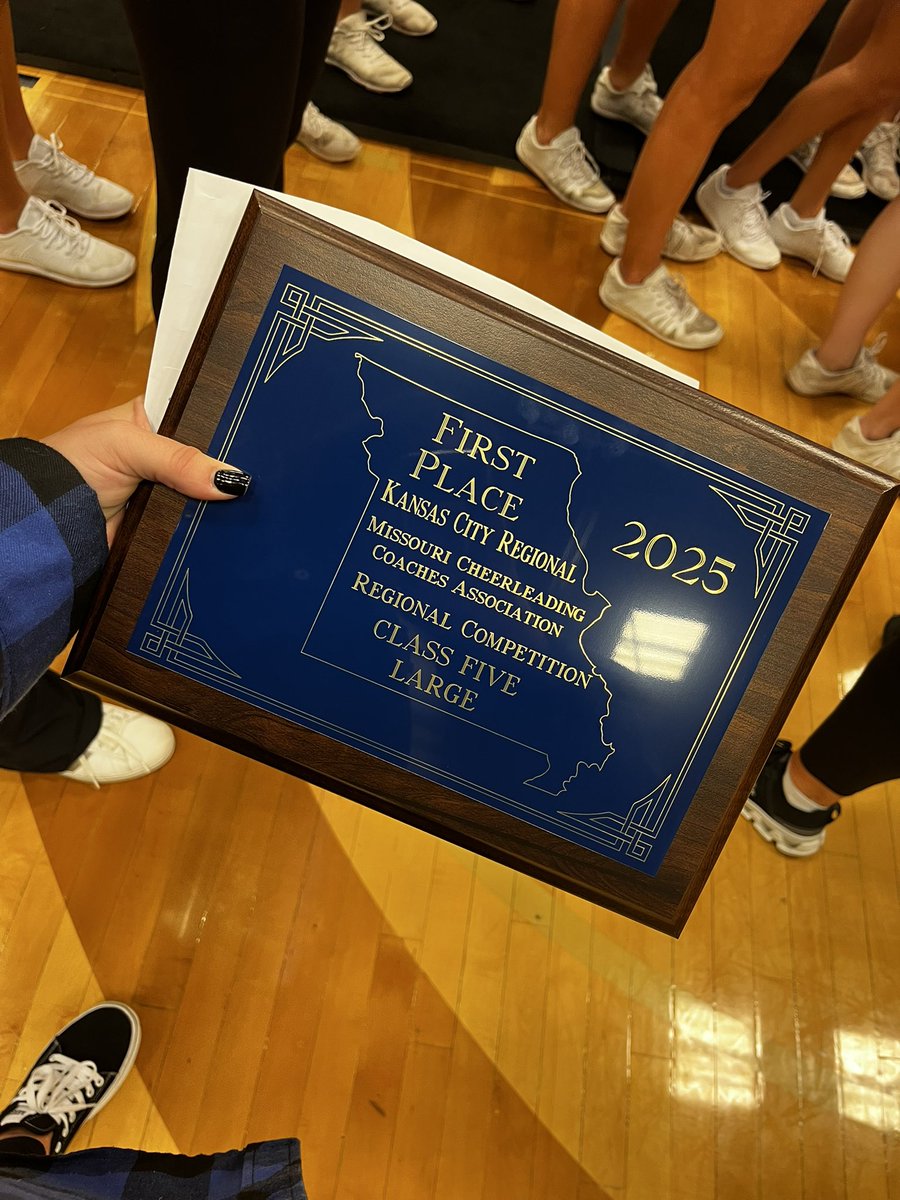 First
Place
Kansas City Regional
Missouri Cheerleading
Coaches Association
Regional Competition
CLASS FIVE
LARGE
2025